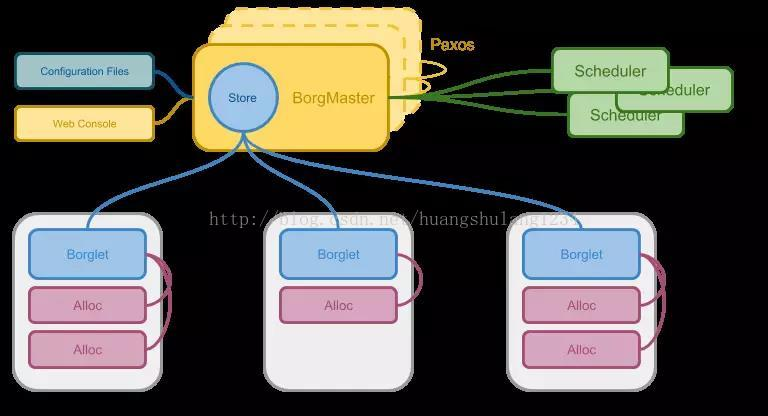 Paxos
Configuration Files
Store
BorgMaster
Scheduler
Scheduler
Scheduler
Web Console
http://blog.csdn.net/huangshulang1234
Borglet
Borglet
Borglet
Alloc
Alloc
Alloc
Alloc
Alloc